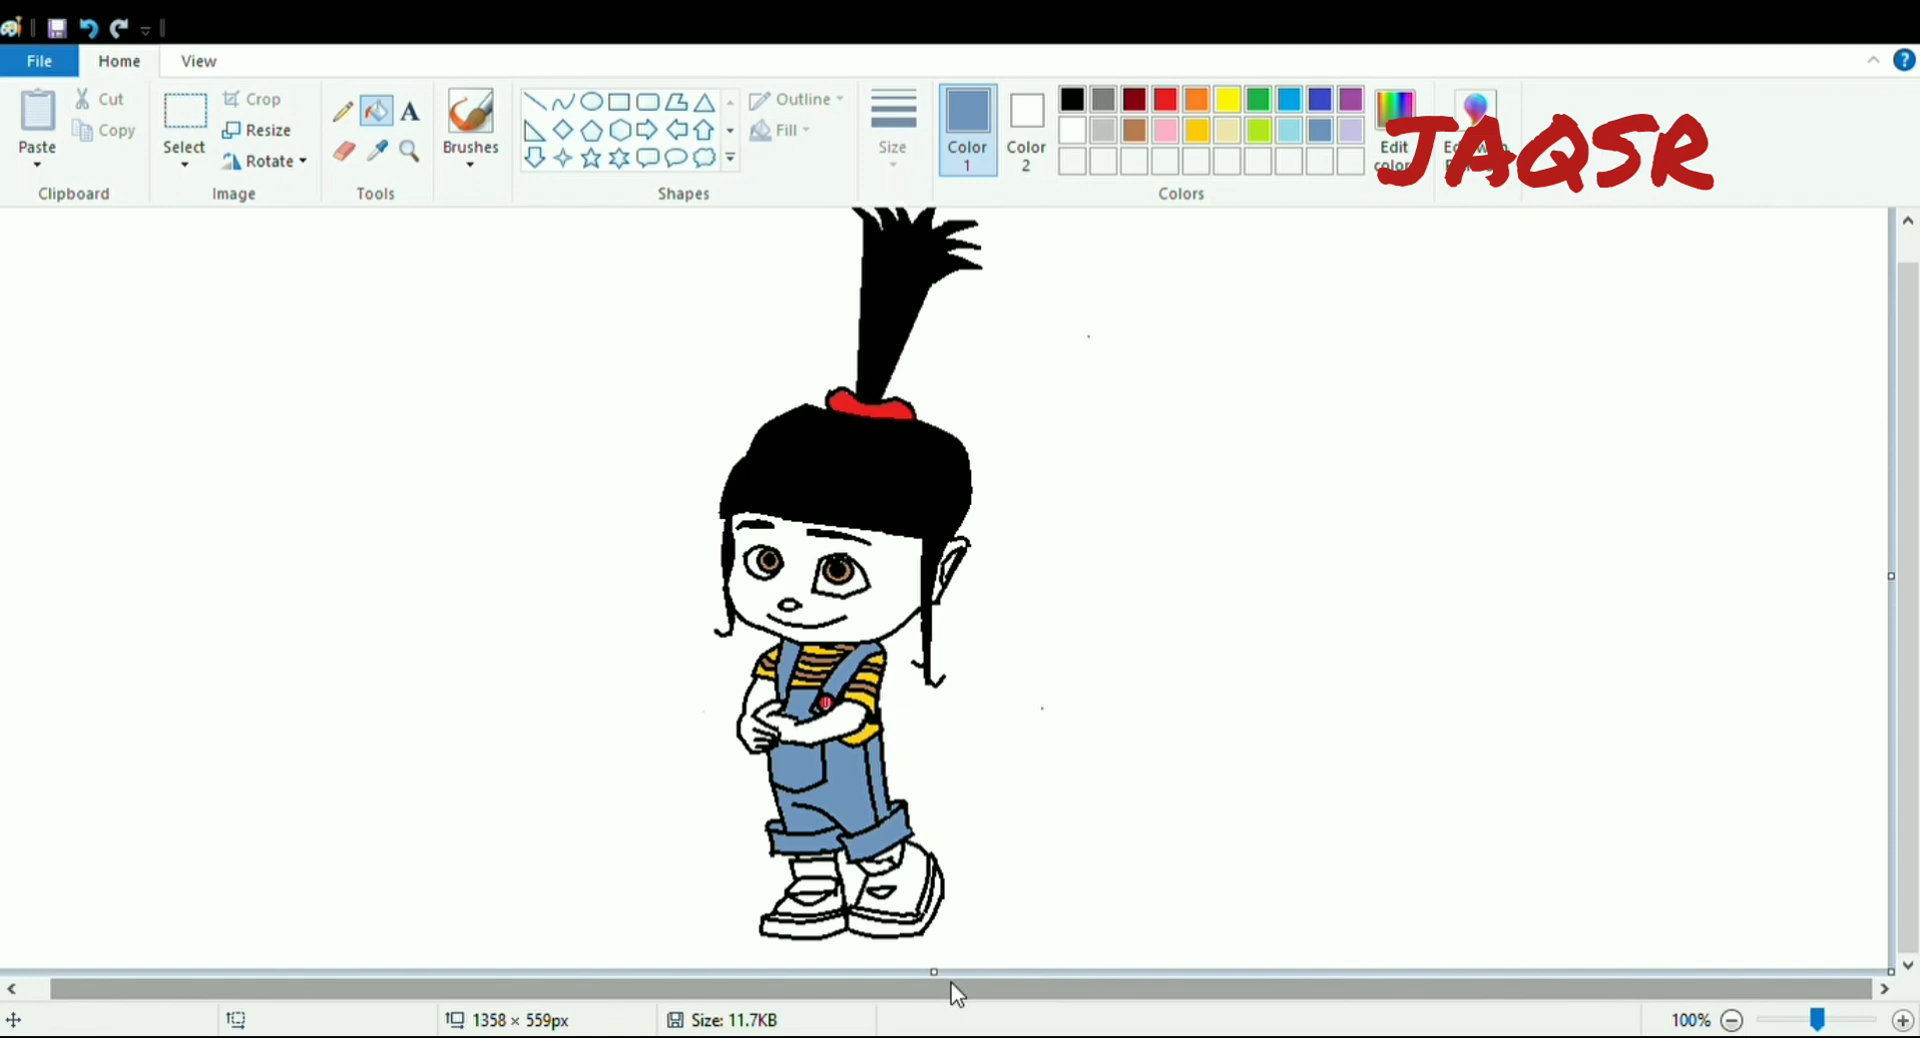 File Home View
Paste Cut Copy Clipboard
Select Crop Resize Rotate Image
A
Tools
Brushes
Shapes
Outline Fill
Size
Color 1
Color 2
Edit
Colors
JAQSR
1358 × 559px
Size: 11.7KB
100%